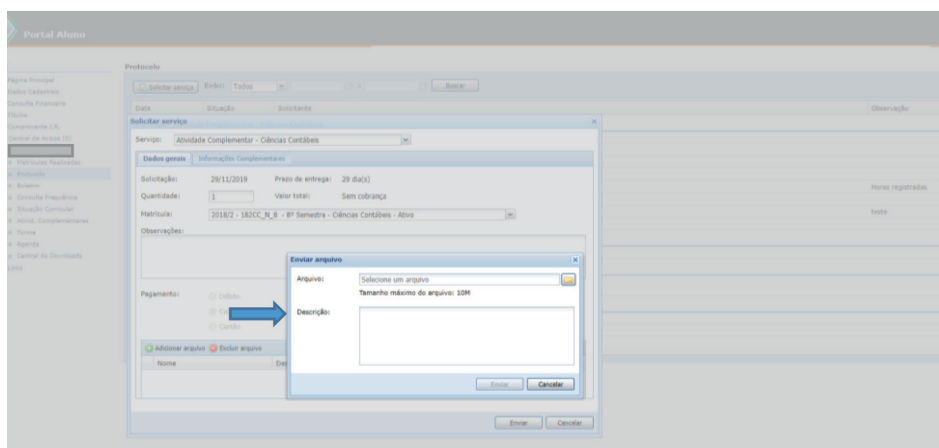 Portal Aluno
Página Principal
Dados Cadastrais
Consulta Financeira
Títulos
Comprovante I.R.
Central de Avisos (0)
Matrículas Realizadas
Protocolo
Boletim
Consulta Frequência
Situação Curricular
Ativid. Complementares
Turma
Agenda
Central de Downloads
Links
Protocolo
Solicitar serviço Exibir: Todos Buscar
Data Situação Solicitante Observação
Horas registradas
teste
Solicitar serviço
Serviço: Atividade Complementar - Ciências Contábeis
Dados gerais Informações Complementares
Solicitação: 29/11/2019 Prazo de entrega: 29 dia(s)
Quantidade: 1 Valor total: Sem cobrança
Matrícula: 2018/2 - 182CC_N_8 - 8º Semestre - Ciências Contábeis - Ativo
Observações:
Pagamento: Débito
Cartão
Adicionar arquivo Excluir arquivo
Nome
Enviar Cancelar
Enviar arquivo
Arquivo: Selecione um arquivo
Tamanho máximo do arquivo: 10M
Descrição:
Enviar Cancelar